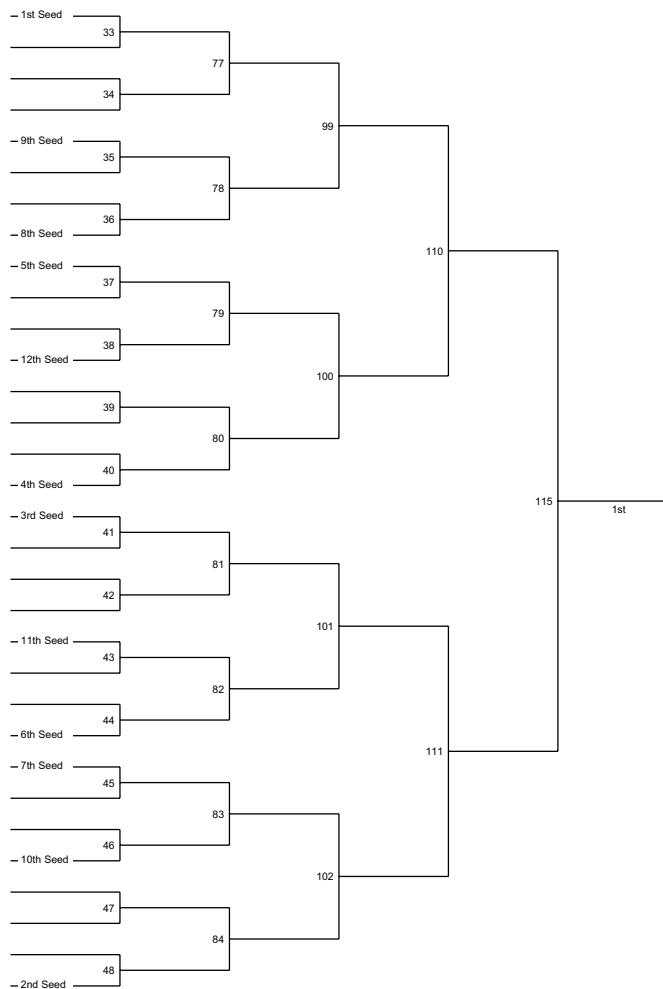 1st Seed
33
77
34
99
9th Seed
35
78
36
8th Seed
110
5th Seed
37
79
38
12th Seed
100
39
80
40
4th Seed
115
1st
3rd Seed
41
81
42
101
11th Seed
43
82
44
6th Seed
111
7th Seed
45
83
46
10th Seed
102
47
84
48
2nd Seed